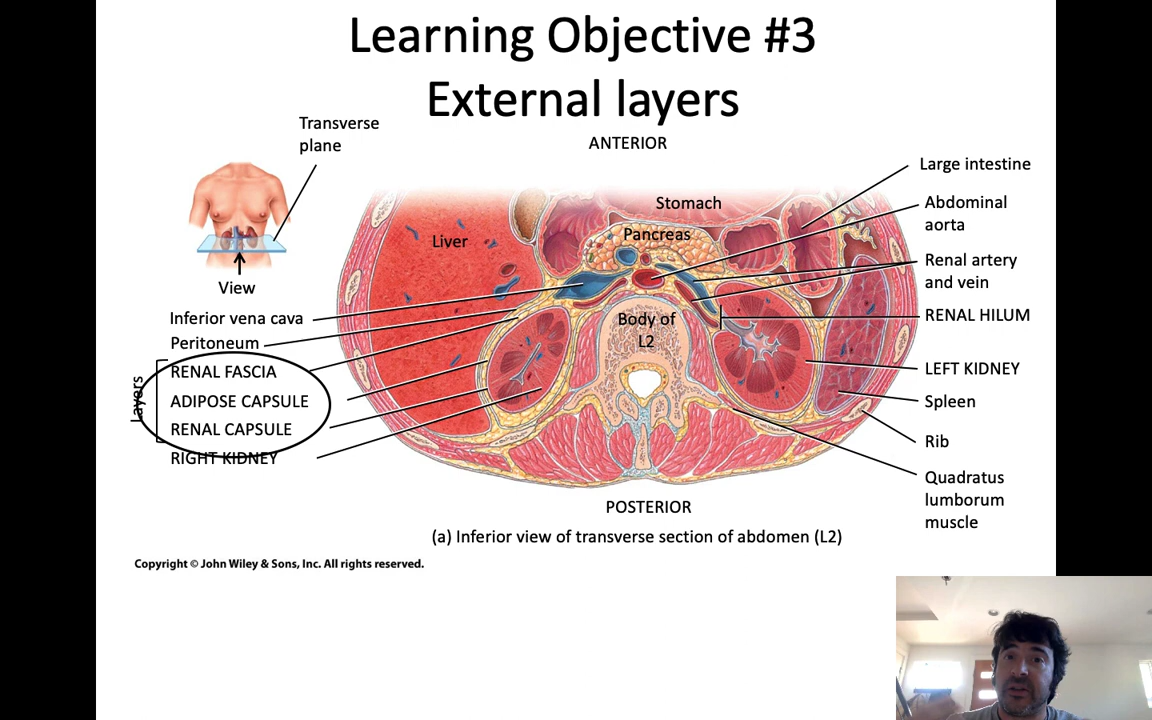 Learning Objective #3
External layers
Transverse
plane
ANTERIOR
Large intestine
Stomach
Abdominal
aorta
Liver
Pancreas
Renal artery
and vein
View
Inferior vena cava
RENAL HILUM
Body of
L2
Peritoneum
Layers
RENAL FASCIA
LEFT KIDNEY
ADIPOSE CAPSULE
Spleen
RENAL CAPSULE
Rib
RIGHT KIDNEY
Quadratus
lumborum
muscle
POSTERIOR
(a) Inferior view of transverse section of abdomen (L2)
Copyright © John Wiley & Sons, Inc. All rights reserved.